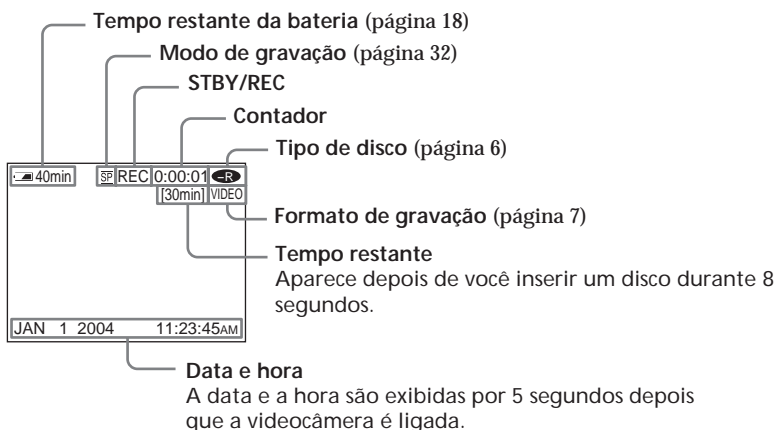 Tempo restante da bateria (página 18)
Modo de gravação (página 32)
STBY/REC
Contador
Tipo de disco (página 6)
40min SP REC 0:00:01 -R
[30min] VIDEO
Formato de gravação (página 7)
Tempo restante
Aparece depois de você inserir um disco durante 8
segundos.
JAN 1 2004 11:23:45AM
Data e hora
A data e a hora são exibidas por 5 segundos depois
que a videocâmera é ligada.